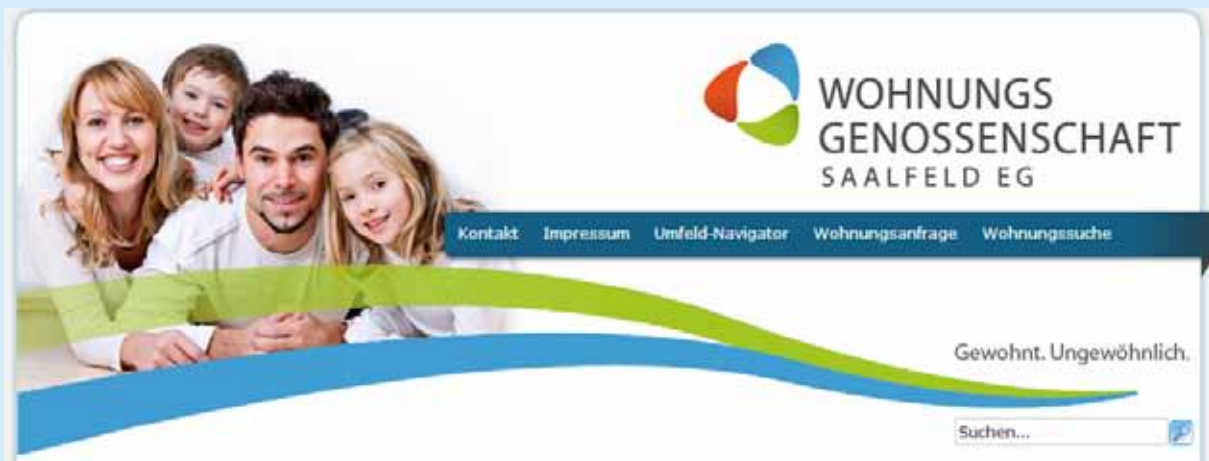 WOHNUNGS
GENOSSENSCHAFT
SAALFELD EG
Kontakt Impressum Umfeld-Navigator Wohnungsanfrage Wohnungssuche
Gewohnt. Ungewöhnlich.
Suchen...